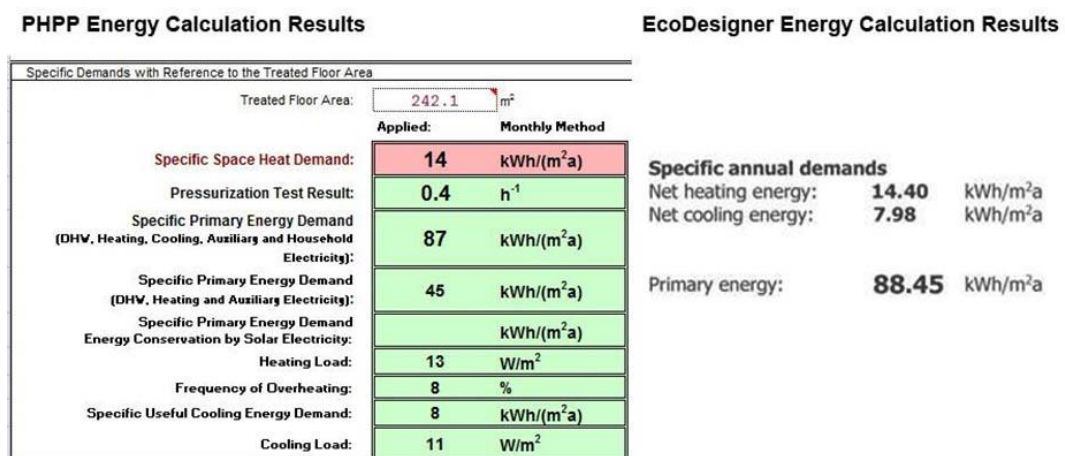 PHPP Energy Calculation Results
Specific Demands with Reference to the Treated Floor Area
Treated Floor Area: 242.1 m²
Applied: Monthly Method
Specific Space Heat Demand: 14 kWh/(m²a)
Pressurization Test Result: 0.4 h⁻¹
Specific Primary Energy Demand
(DHW, Heating, Cooling, Auxiliary and Household
Electricity): 87 kWh/(m²a)
Specific Primary Energy Demand
(DHW, Heating and Auxiliary Electricity): 45 kWh/(m²a)
Specific Primary Energy Demand
Energy Conservation by Solar Electricity: kWh/(m²a)
Heating Load: 13 W/m²
Frequency of Overheating: 8 %
Specific Useful Cooling Energy Demand: 8 kWh/(m²a)
Cooling Load: 11 W/m²
EcoDesigner Energy Calculation Results
Specific annual demands
Net heating energy: 14.40 kWh/m²a
Net cooling energy: 7.98 kWh/m²a
Primary energy: 88.45 kWh/m²a